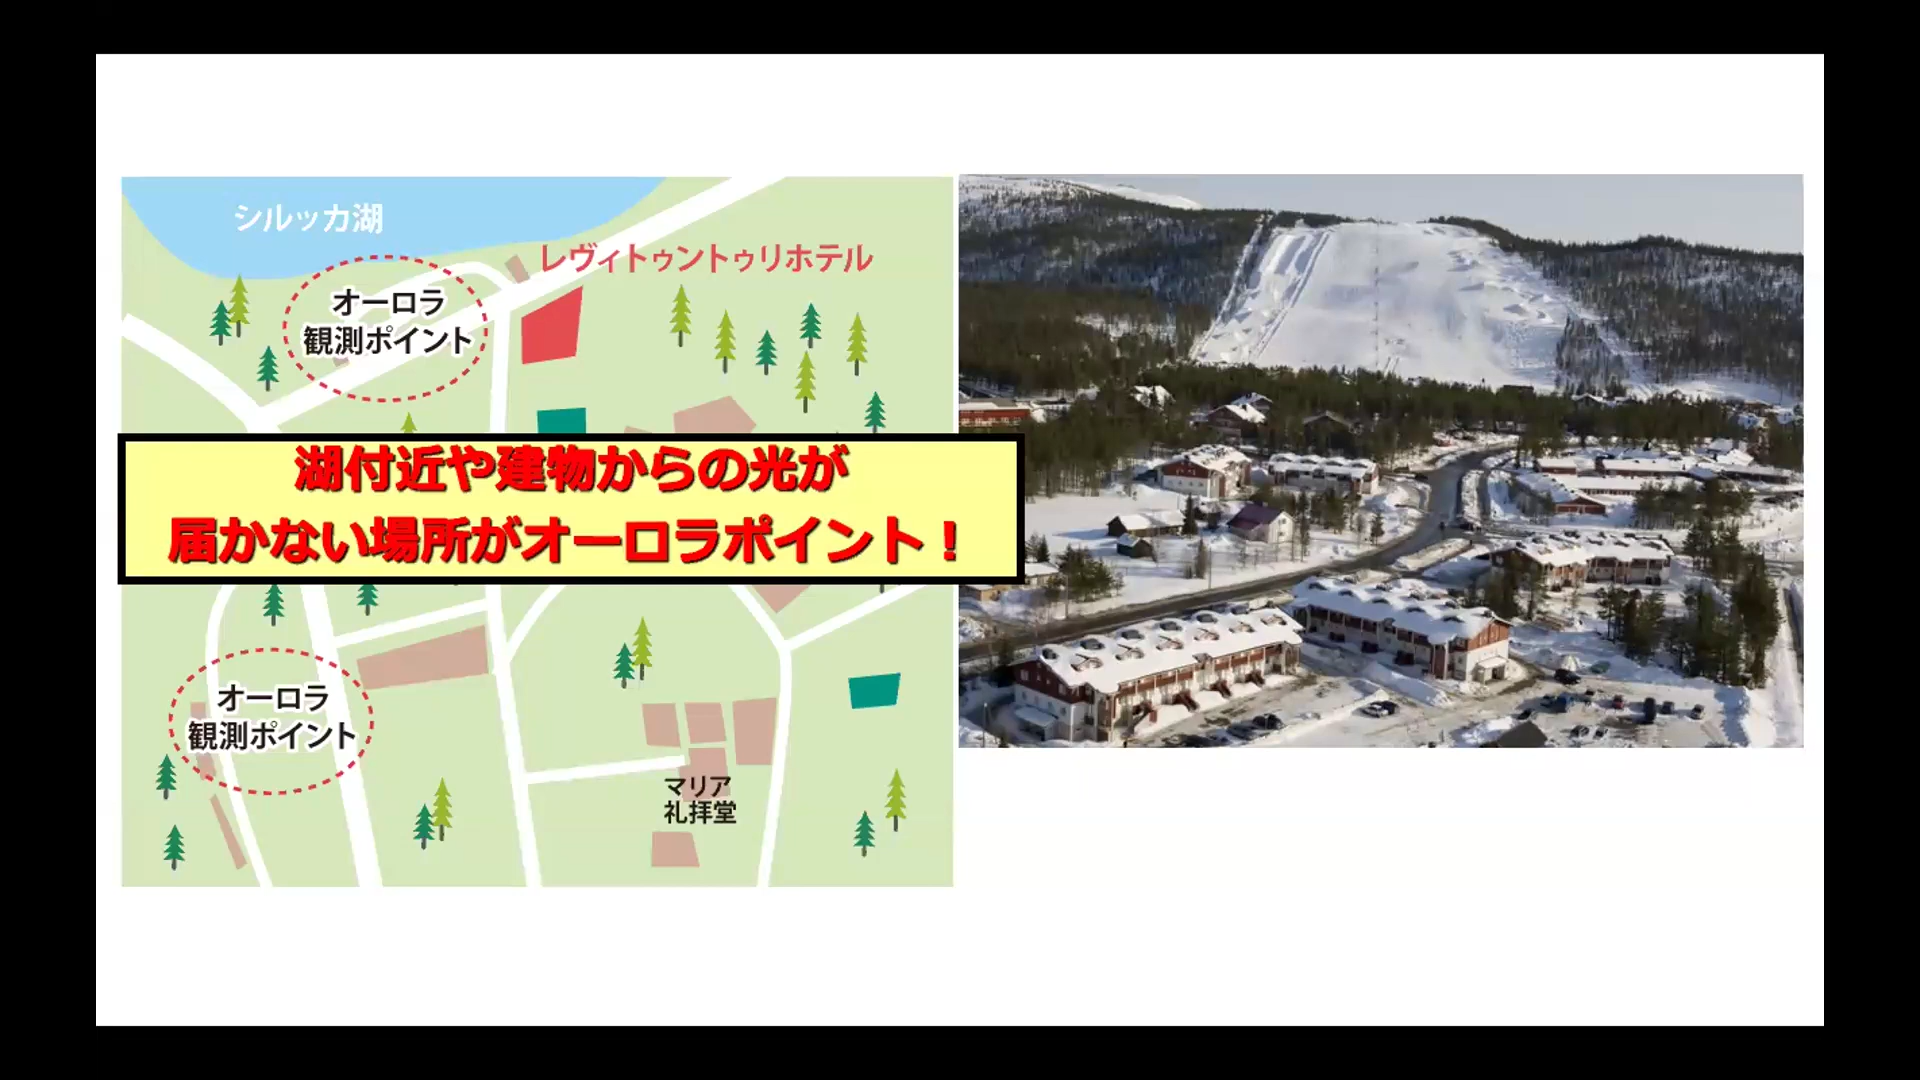 シルッカ湖
レヴィトゥントゥリホテル
オーロラ
観測ポイント
湖付近や建物からの光が
届かない場所がオーロラポイント！
オーロラ
観測ポイント
マリア
礼拝堂